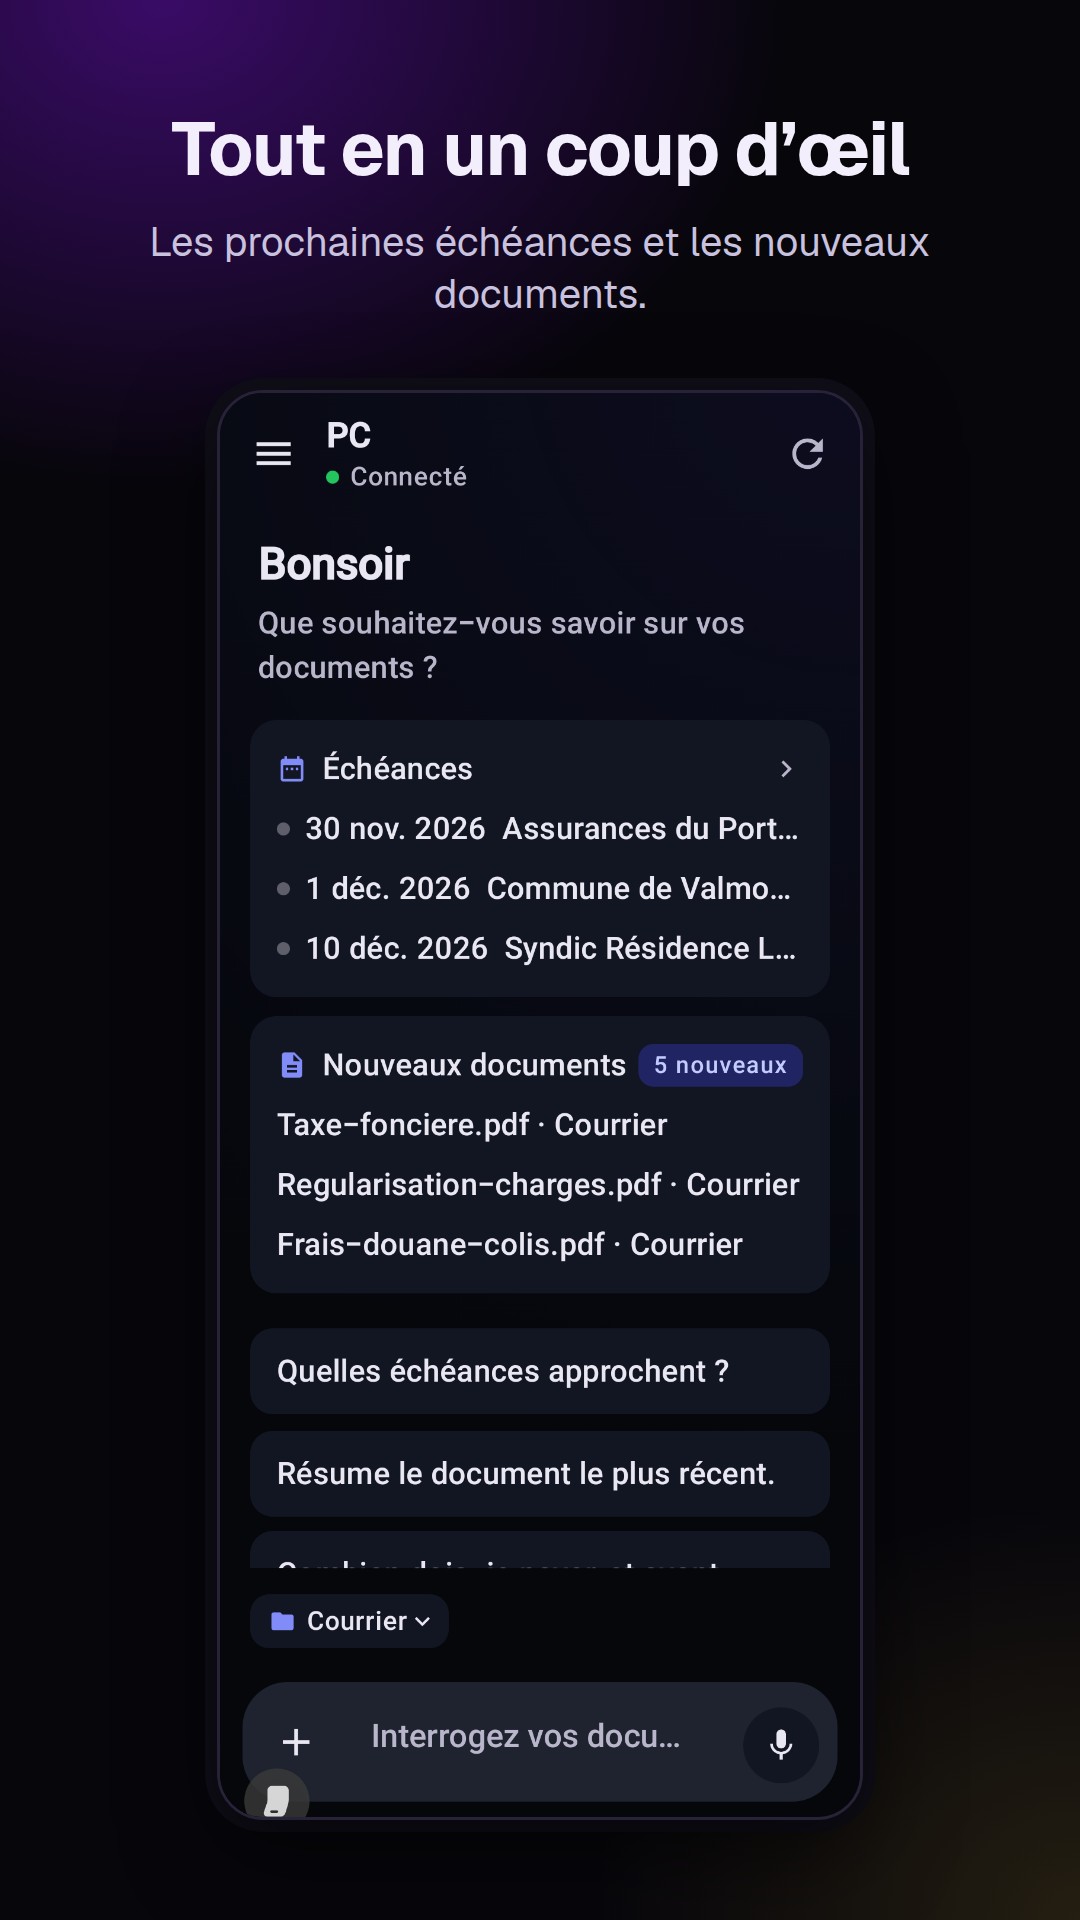 Tout en un coup d’œil
Les prochaines échéances et les nouveaux
documents.
PC
Connecté
Bonsoir
Que souhaitez-vous savoir sur vos
documents ?
Échéances
30 nov. 2026 Assurances du Port...
1 déc. 2026 Commune de Valmo...
10 déc. 2026 Syndic Résidence L...
Nouveaux documents 5 nouveaux
Taxe-fonciere.pdf · Courrier
Regularisation-charges.pdf · Courrier
Frais-douane-colis.pdf · Courrier
Quelles échéances approchent ?
Résume le document le plus récent.
Courrier
Interrogez vos docu...